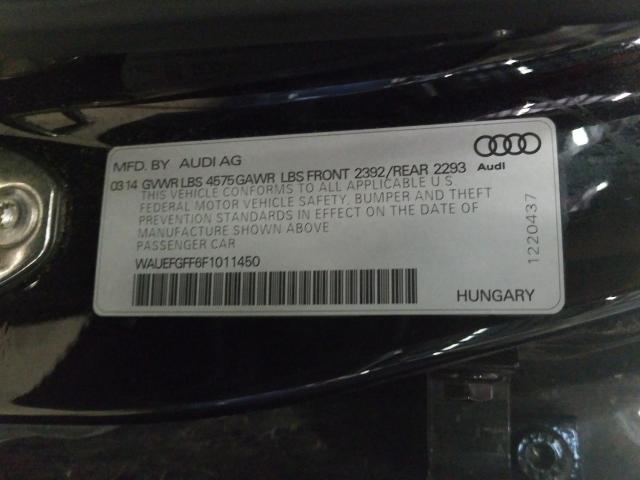 MFD. BY AUDI AG
Audi
03 14 GVWR LBS 4575 GAWR LBS FRONT 2392/REAR 2293
THIS VEHICLE CONFORMS TO ALL APPLICABLE U.S.
FEDERAL MOTOR VEHICLE SAFETY, BUMPER AND THEFT
PREVENTION STANDARDS IN EFFECT ON THE DATE OF
MANUFACTURE SHOWN ABOVE
PASSENGER CAR
WAUEFGFF6F1011450
HUNGARY
1220437